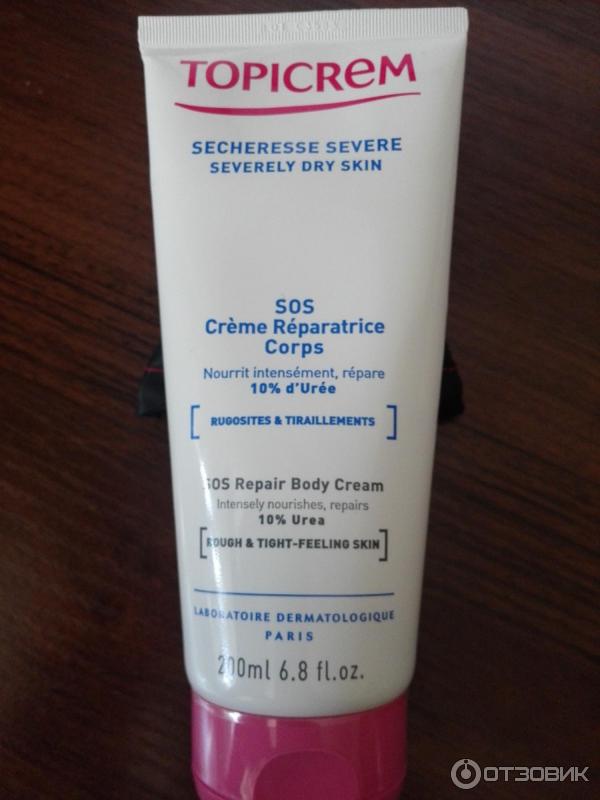 TOPICREM
SECHERESSE SEVERE
SEVERELY DRY SKIN
SOS
Crème Réparatrice
Corps
Nourrit intensément, répare
10% d'Urée
[ RUGOSITES & TIRAILLEMENTS ]
SOS Repair Body Cream
Intensely nourishes, repairs
10% Urea
[ROUGH & TIGHT-FEELING SKIN]
LABORATOIRE DERMATOLOGIQUE
PARIS
200ml 6.8 fl.oz.
ОТЗОВИК